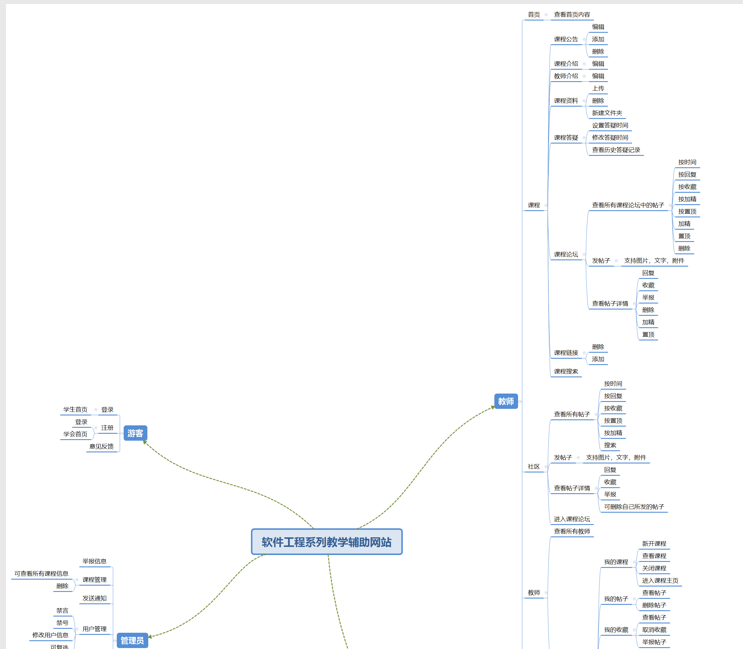 首页
查看首页内容
课程
课程公告
编辑
添加
删除
课程介绍
编辑
教师介绍
编辑
课程资料
上传
删除
新建文件夹
课程答疑
设置答疑时间
修改答疑时间
查看历史答疑记录
课程论坛
查看所有课程论坛中的帖子
按时间
按回复
按收藏
按加精
按置顶
加精
置顶
删除
发帖子
支持图片，文字，附件
查看帖子详情
回复
收藏
举报
删除
加精
置顶
课程链接
删除
添加
课程搜索
教师
社区
查看所有帖子
按时间
按回复
按收藏
按置顶
按加精
搜索
发帖子
支持图片，文字，附件
查看帖子详情
回复
收藏
举报
可删除自己所发的帖子
进入课程论坛
教师
查看所有教师
我的课程
新开课程
查看课程
关闭课程
进入课程主页
我的帖子
查看帖子
删除帖子
我的收藏
查看帖子
取消收藏
举报帖子
游客
登录
学生首页
注册
登录
学会首页
意见反馈
软件工程系列教学辅助网站
管理员
举报信息
课程管理
可查看所有课程信息
删除
发送通知
用户管理
禁言
禁号
修改用户信息
可复选